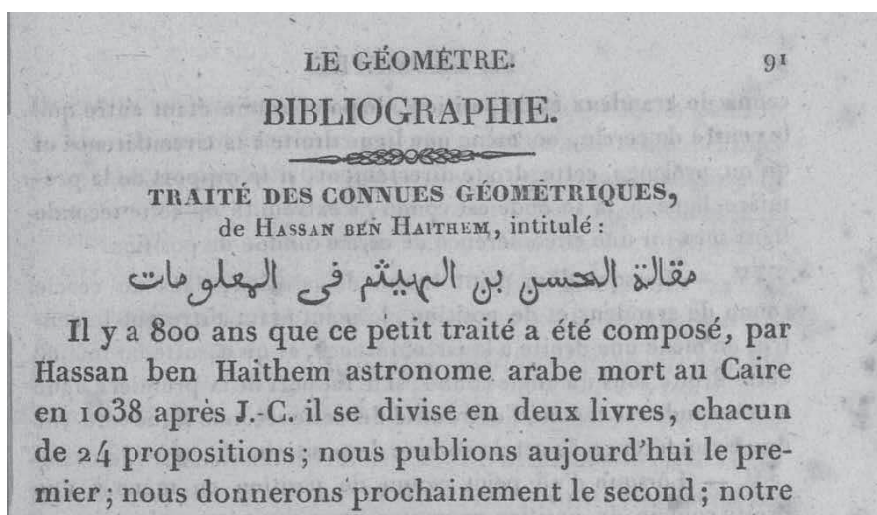 LE GÉOMÈTRE. 91
BIBLIOGRAPHIE.
TRAITÉ DES CONNUES GÉOMETRIQUES,
de HASSAN BEN HAITHEM, intitulé :
مقالة الحسن بن الهيثم فى المعلومات
Il y a 800 ans que ce petit traité a été composé, par
Hassan ben Haithem astronome arabe mort au Caire
en 1038 après J.-C. il se divise en deux livres, chacun
de 24 propositions ; nous publions aujourd'hui le pre-
mier ; nous donnerons prochainement le second ; notre